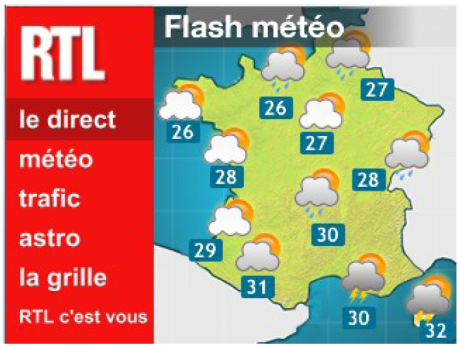 RTL
le direct
météo
trafic
astro
la grille
RTL c'est vous
Flash météo
26
27
26
27
28
28
30
29
31
30
32